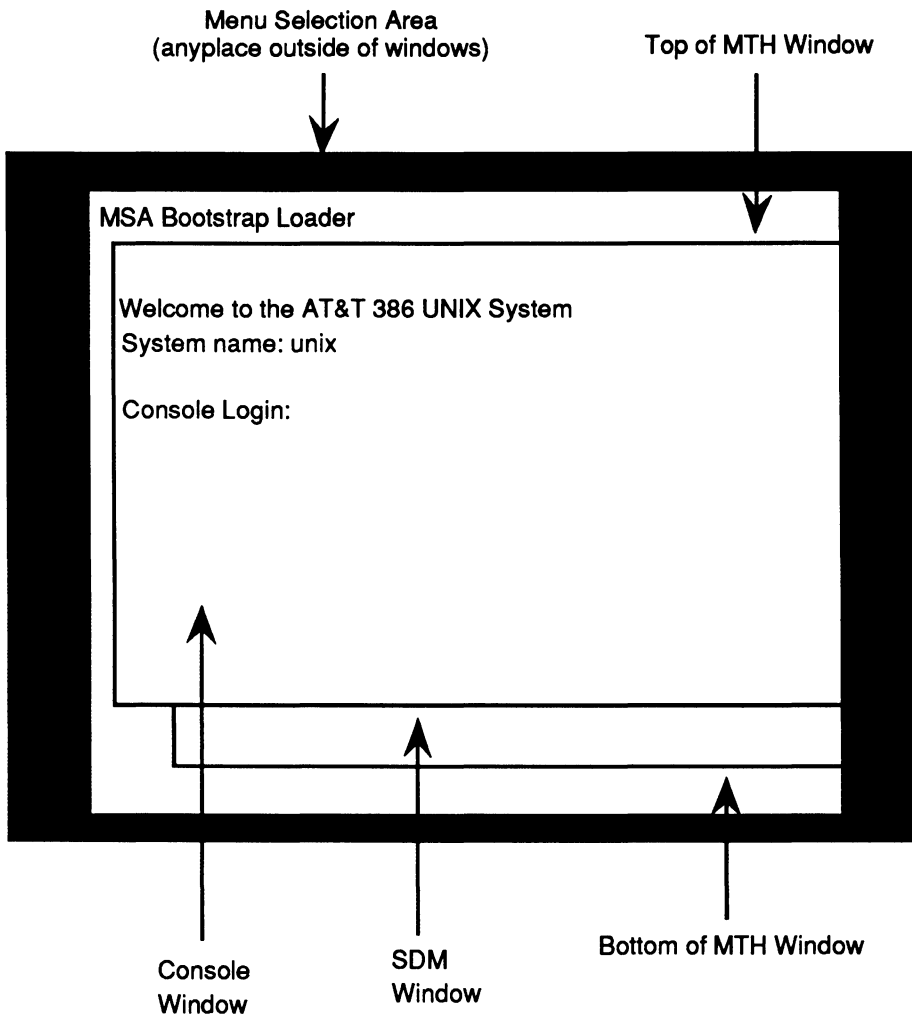 Menu Selection Area
(anyplace outside of windows)
Top of MTH Window
MSA Bootstrap Loader
Welcome to the AT&T 386 UNIX System
System name: unix
Console Login:
Console
Window
SDM
Window
Bottom of MTH Window